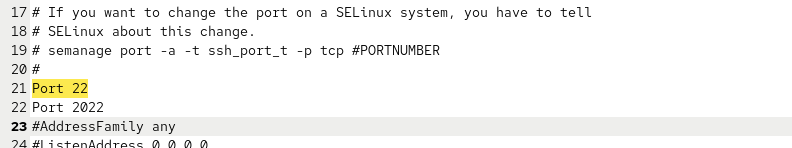 17 # If you want to change the port on a SELinux system, you have to tell
18 # SELinux about this change.
19 # semanage port -a -t ssh_port_t -p tcp #PORTNUMBER
20 #
21 Port 22
22 Port 2022
23 #AddressFamily any
24 #ListenAddress 0.0.0.0